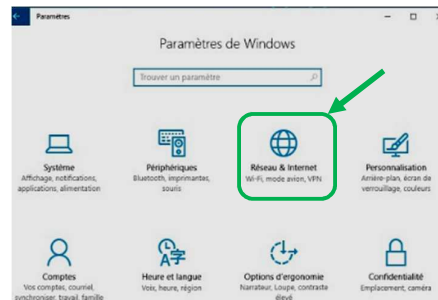 Paramètres
Paramètres de Windows
Trouver un paramètre
Système
Affichage, notifications,
applications, alimentation
Périphériques
Bluetooth, imprimantes,
souris
Réseau & Internet
Wi-Fi, mode avion, VPN
Personnalisation
Arrière-plan, écran de
verrouillage, couleurs
Comptes
Vos comptes, courriel,
synchroniser, travail, famille
Heure et langue
Voix, heure, région
Options d'ergonomie
Narrateur, Loupe, contraste
élevé
Confidentialité
Emplacement, caméra